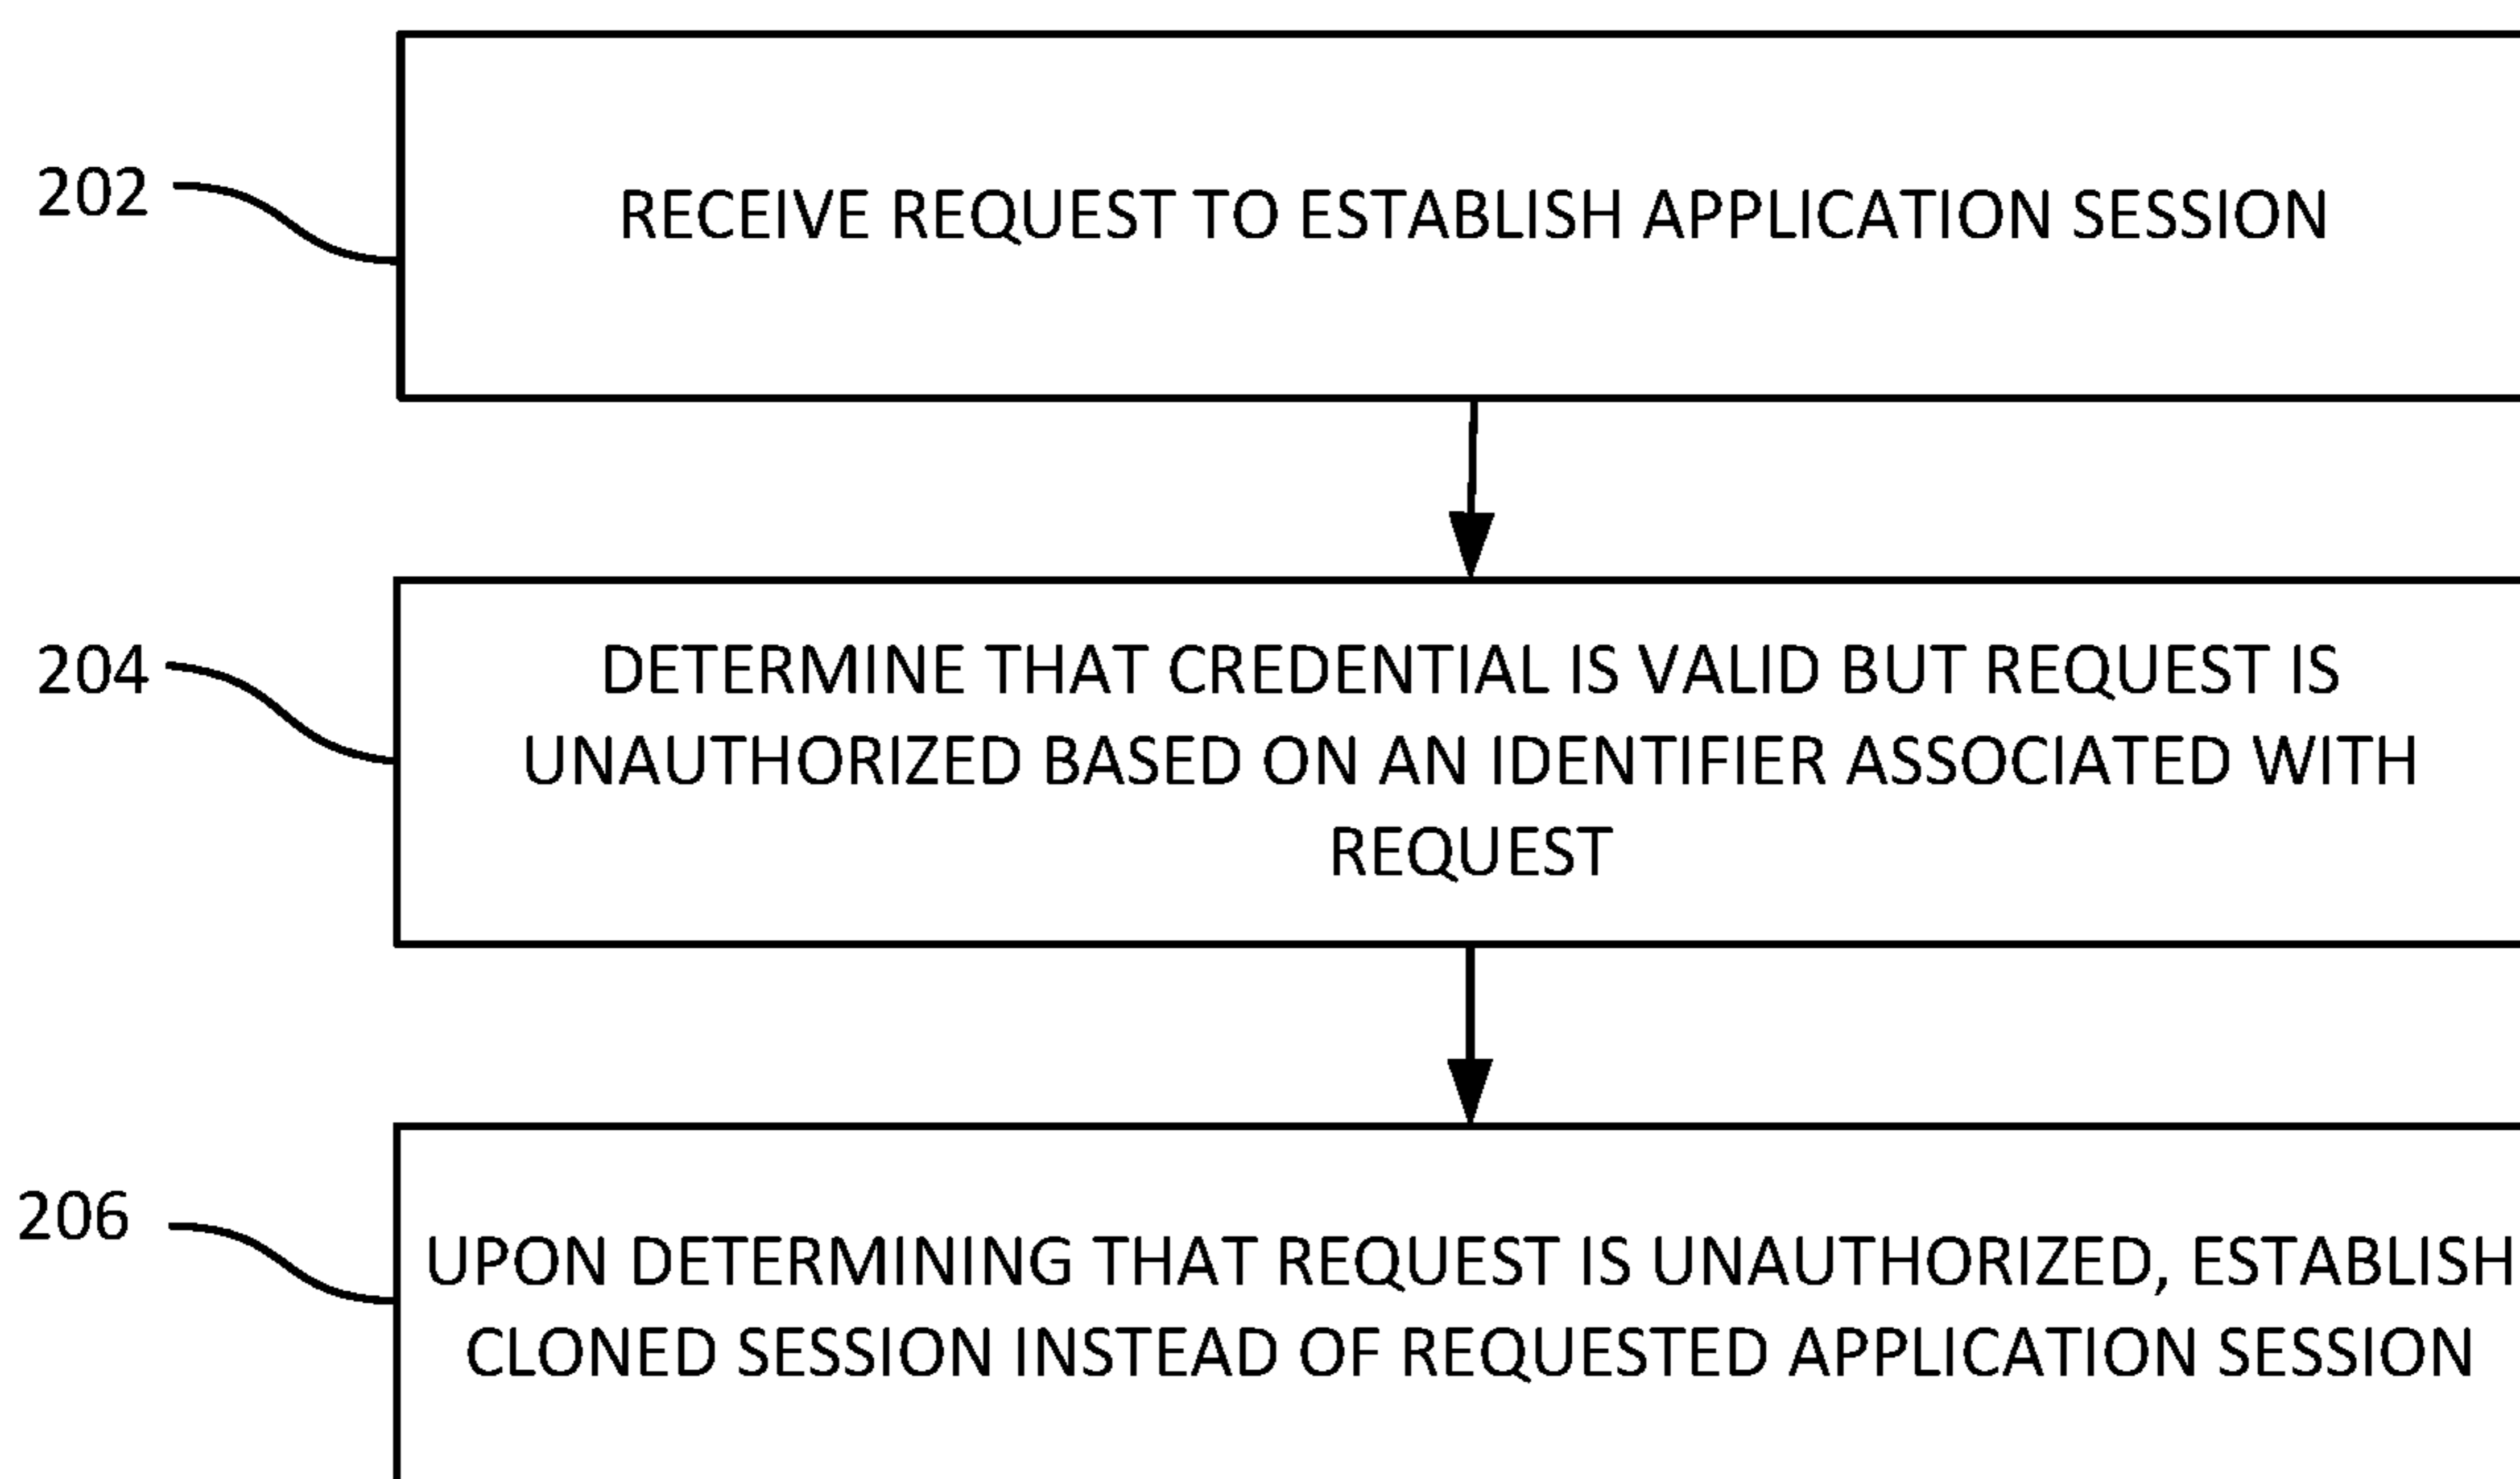 202
RECEIVE REQUEST TO ESTABLISH APPLICATION SESSION
204
DETERMINE THAT CREDENTIAL IS VALID BUT REQUEST IS
UNAUTHORIZED BASED ON AN IDENTIFIER ASSOCIATED WITH
REQUEST
206
UPON DETERMINING THAT REQUEST IS UNAUTHORIZED, ESTABLISH
CLONED SESSION INSTEAD OF REQUESTED APPLICATION SESSION